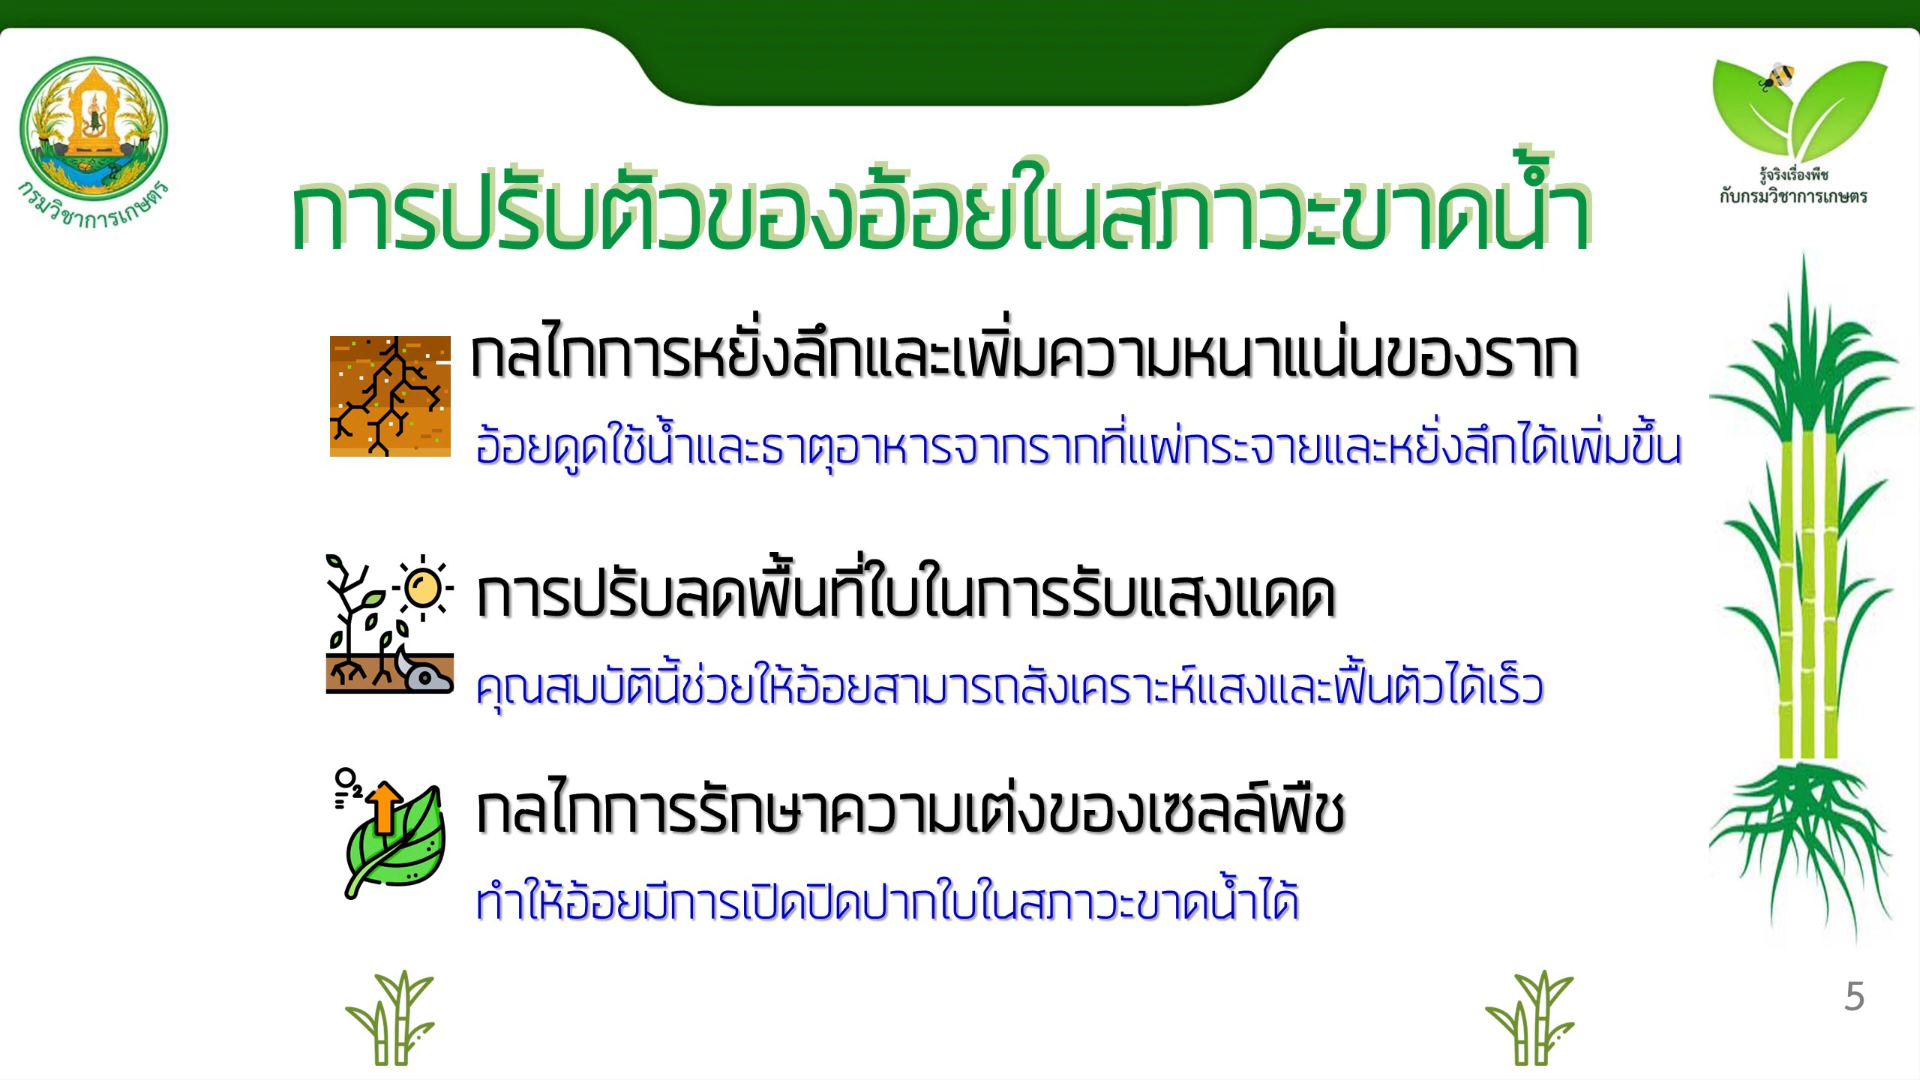 กรมวิชาการเกษตร
รู้จริงเรื่องพืช
กับกรมวิชาการเกษตร
การปรับตัวของอ้อยในสภาวะขาดน้ำ
กลไกการหยั่งลึกและเพิ่มความหนาแน่นของราก
อ้อยดูดใช้น้ำและธาตุอาหารจากรากที่แผ่กระจายและหยั่งลึกได้เพิ่มขึ้น
การปรับลดพื้นที่ใบในการรับแสงแดด
คุณสมบัตินี้ช่วยให้อ้อยสามารถสังเคราะห์แสงและฟื้นตัวได้เร็ว
O2
กลไกการรักษาความเต่งของเซลล์พืช
ทำให้อ้อยมีการเปิดปิดปากใบในสภาวะขาดน้ำได้
5